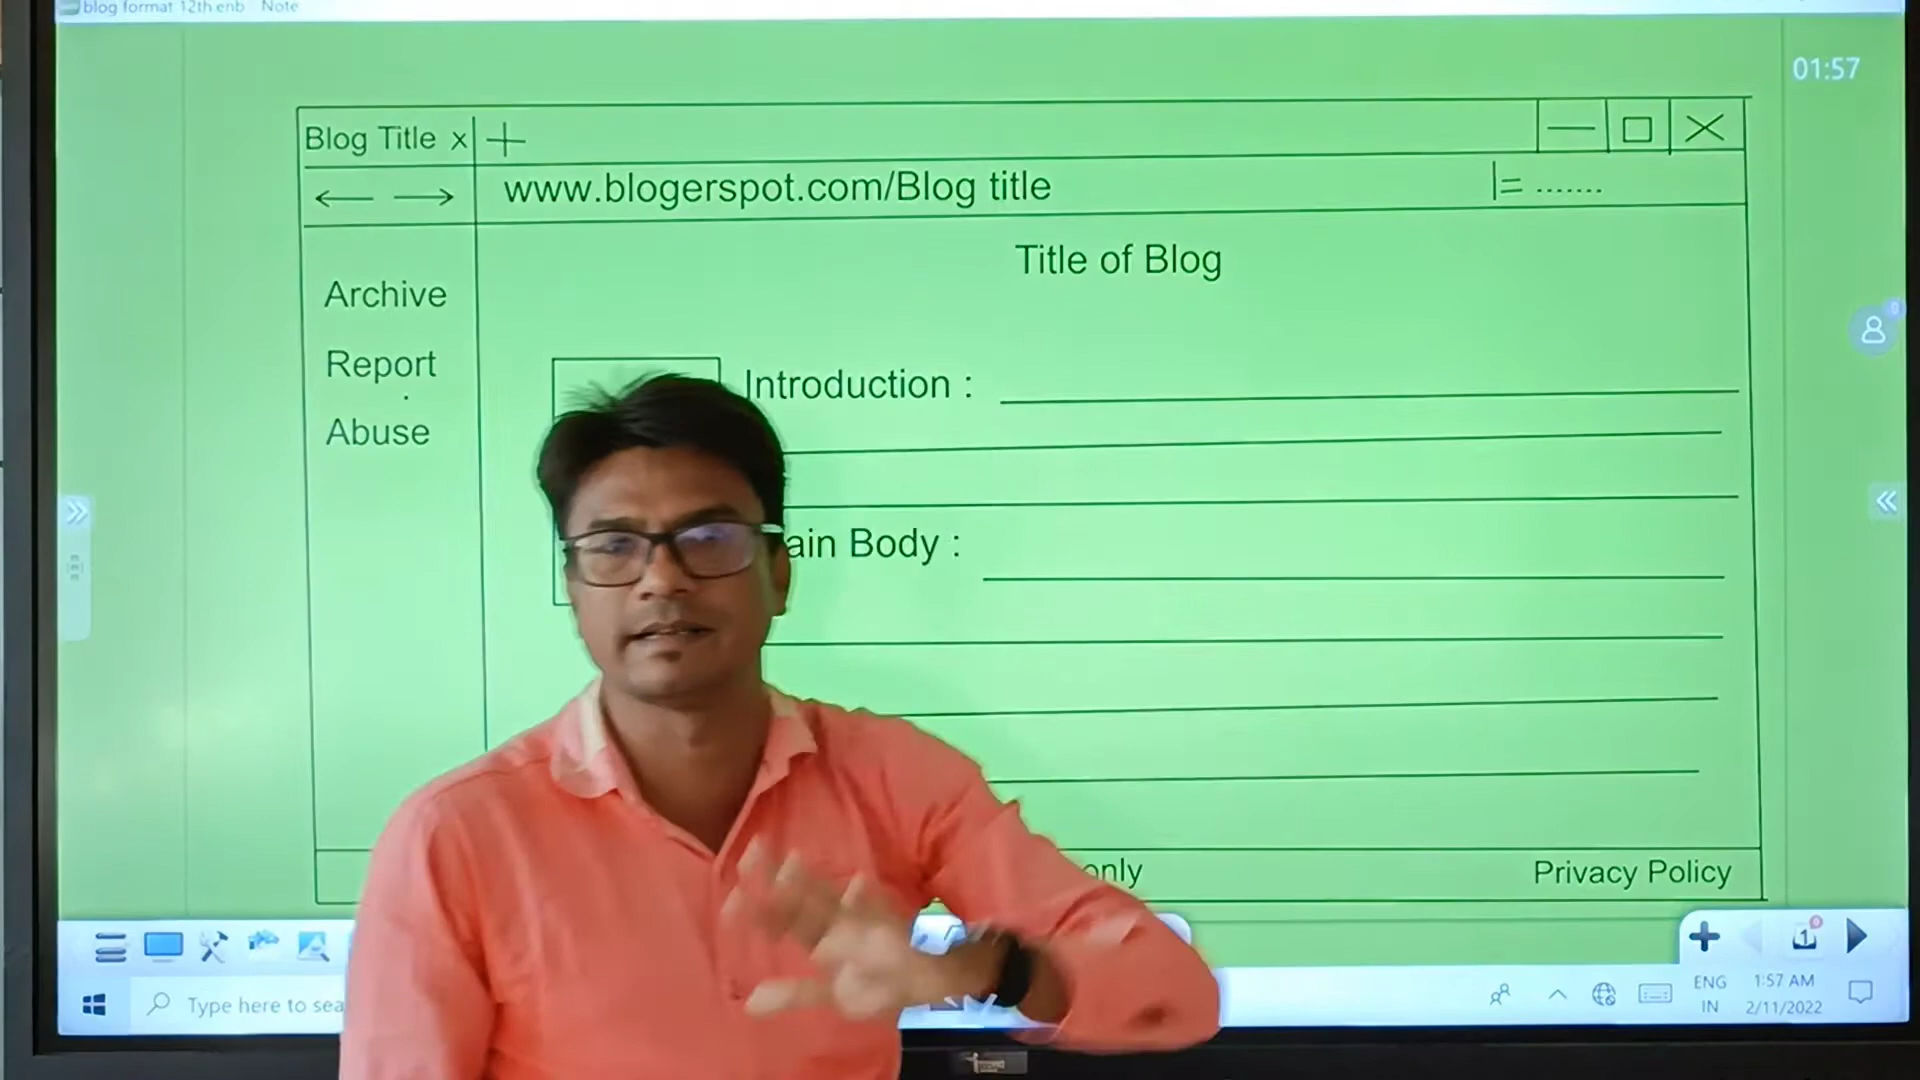 blog format 12th enb Note
01:57
Blog Title x
www.blogerspot.com/Blog title
Title of Blog
Archive
Report
Abuse
Introduction :
ain Body :
only
Privacy Policy
1
Type here to sea
ENG
IN
1:57 AM
2/11/2022